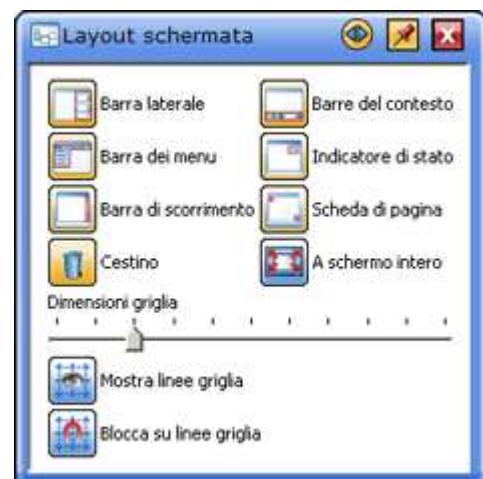 Layout schermata
Barra laterale
Barre del contesto
Barra dei menu
Indicatore di stato
Barra di scorrimento
Scheda di pagina
Cestino
A schermo intero
Dimensioni griglia
Mostra linee griglia
Blocca su linee griglia